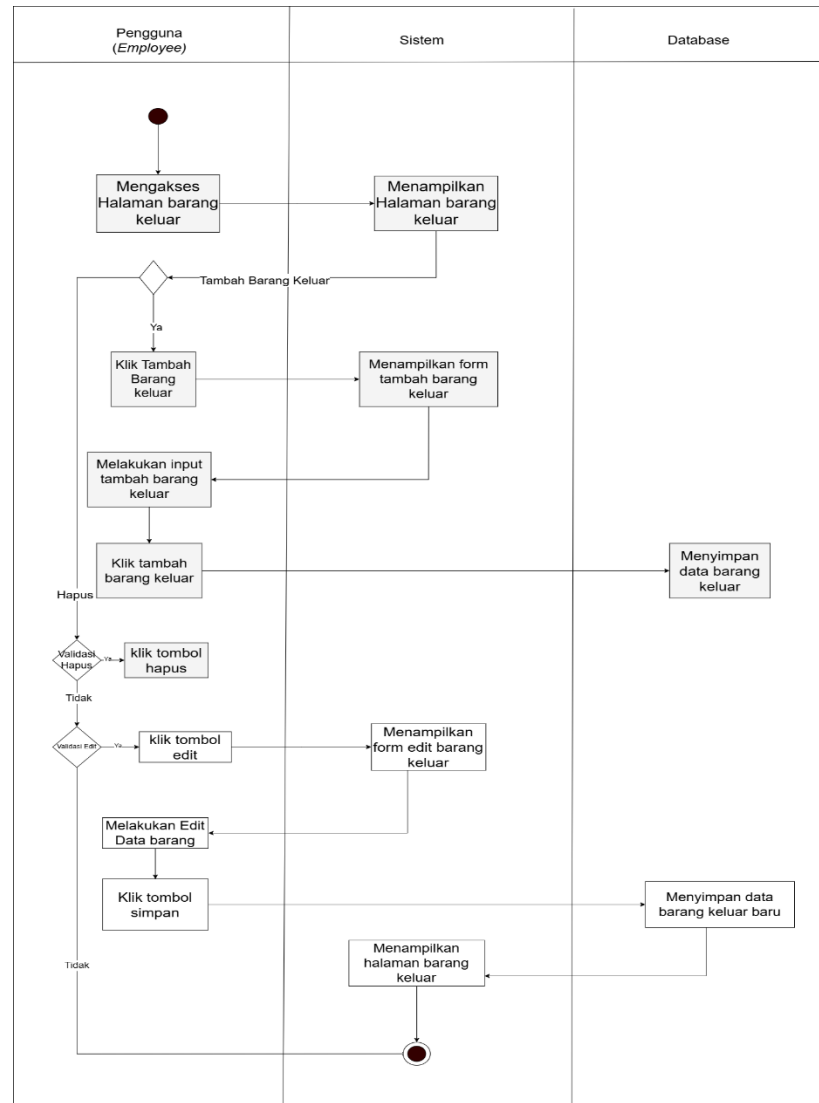 Pengguna
(Employee)
Sistem
Database
Mengakses
Halaman barang
keluar
Menampilkan
Halaman barang
keluar
Tambah Barang Keluar
Ya
Klik Tambah
Barang
keluar
Menampilkan form
tambah barang
keluar
Melakukan input
tambah barang
keluar
Klik tambah
barang keluar
Menyimpan
data barang
keluar
Hapus
Validasi
Hapus
Ya
klik tombol
hapus
Tidak
Validasi Edit
Ya
klik tombol
edit
Menampilkan
form edit barang
keluar
Melakukan Edit
Data barang
Klik tombol
simpan
Menyimpan data
barang keluar baru
Tidak
Menampilkan
halaman barang
keluar